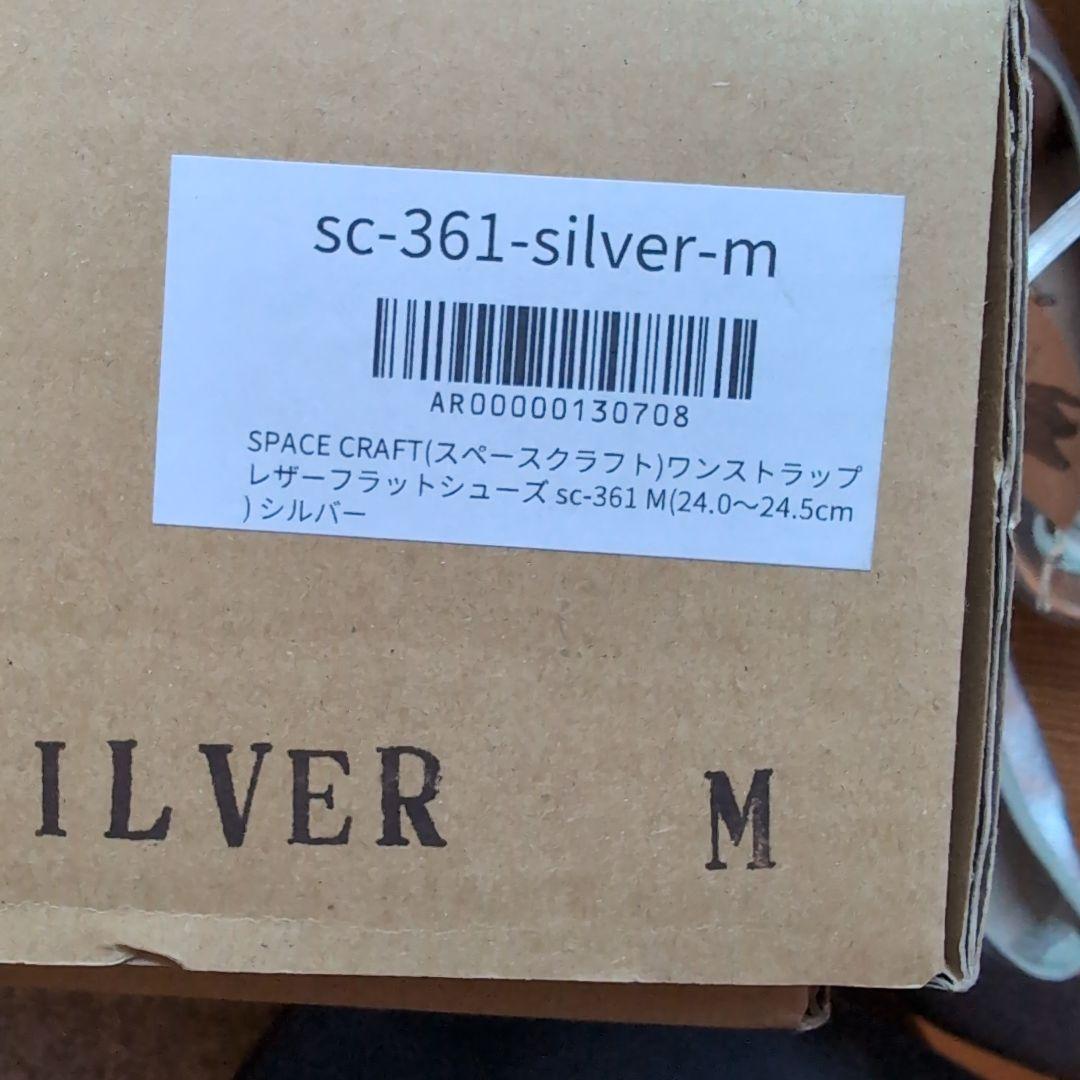 sc-361-silver-m
AR00000130708
SPACE CRAFT(スペースクラフト)ワンストラップ
レザーフラットシューズ sc-361 M(24.0～24.5cm
) シルバー
ILVER M